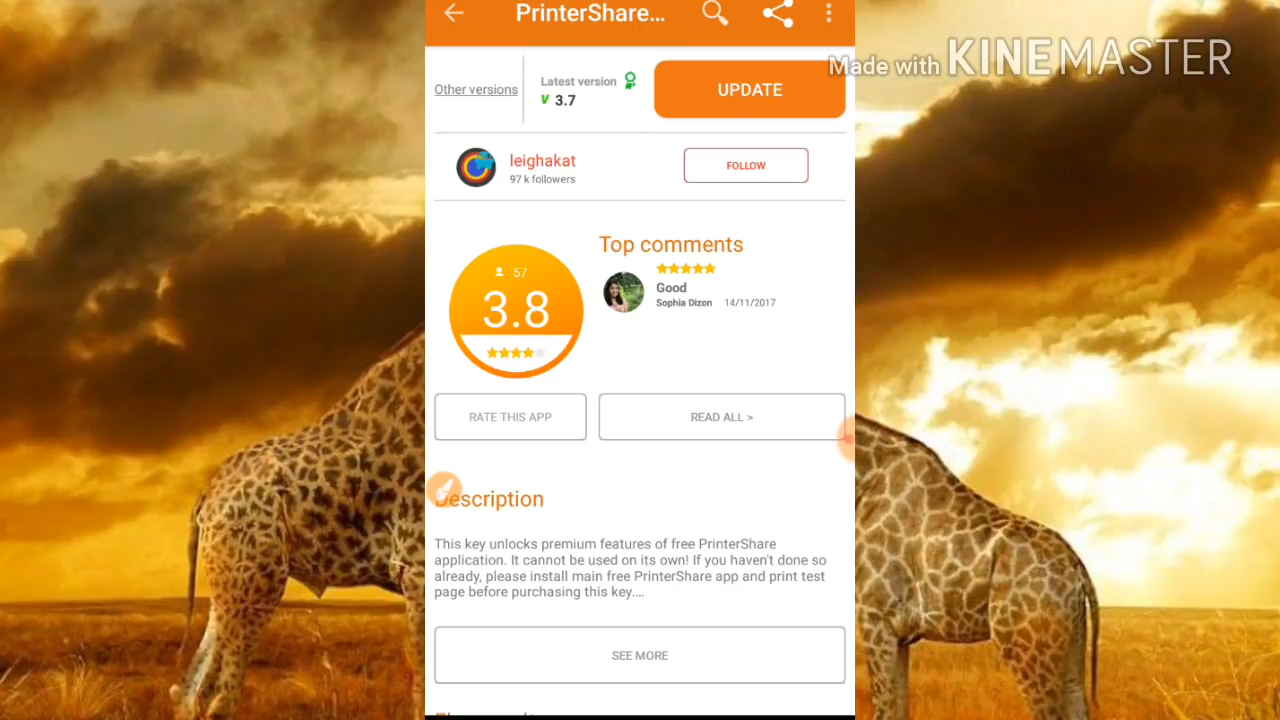 PrinterShare...
Made with KINEMASTER
Other versions
Latest version
V 3.7
UPDATE
leighakat
97 k followers
FOLLOW
Top comments
57
3.8
Good
Sophia Dizon 14/11/2017
RATE THIS APP
READ ALL >
Description
This key unlocks premium features of free PrinterShare
application. It cannot be used on its own! If you haven't done so
already, please install main free PrinterShare app and print test
page before purchasing this key....
SEE MORE